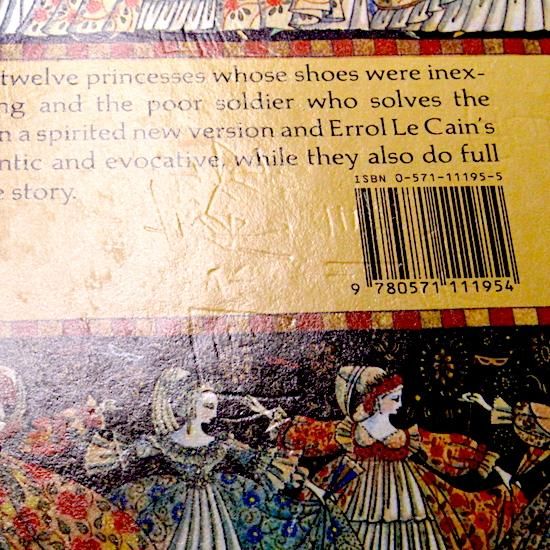 twelve princesses whose shoes were inex-
ng and the poor soldier who solves the
n a spirited new version and Errol Le Cain's
ntic and evocative, while they also do full
e story.
ISBN 0-571-11195-5
9 780571 111954